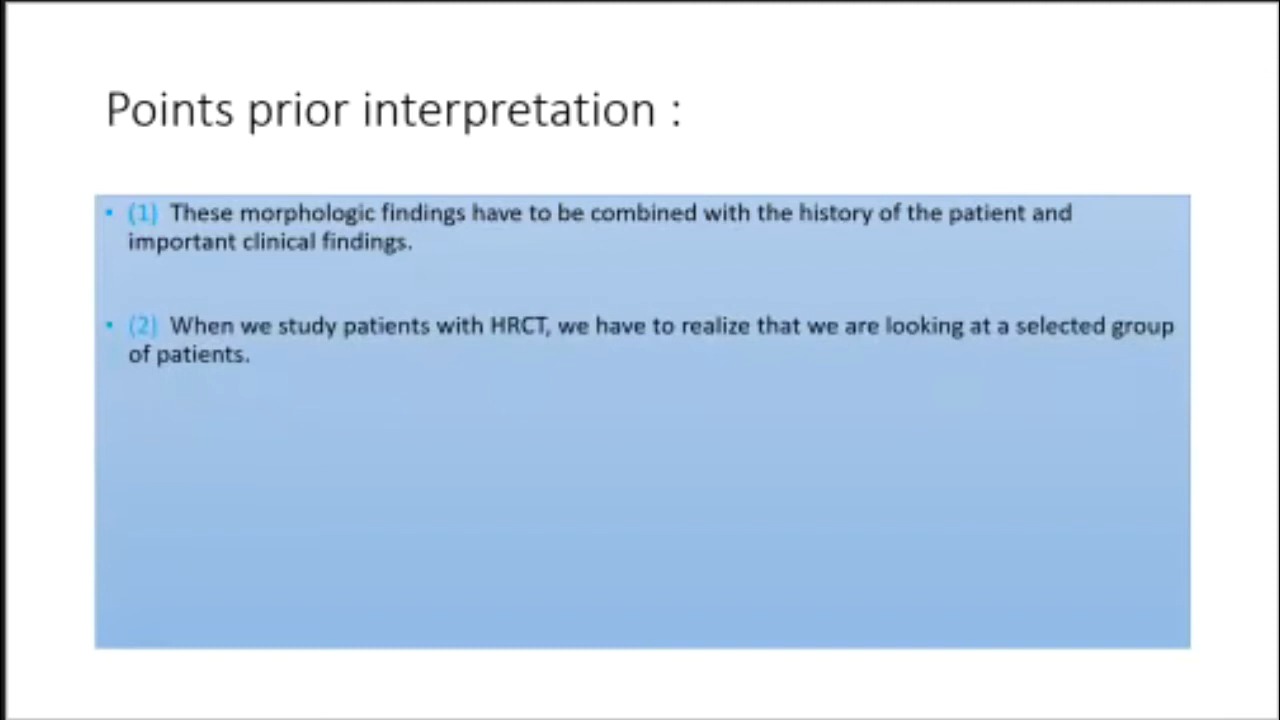 Points prior interpretation :
• (1) These morphologic findings have to be combined with the history of the patient and
important clinical findings.
• (2) When we study patients with HRCT, we have to realize that we are looking at a selected group
of patients.